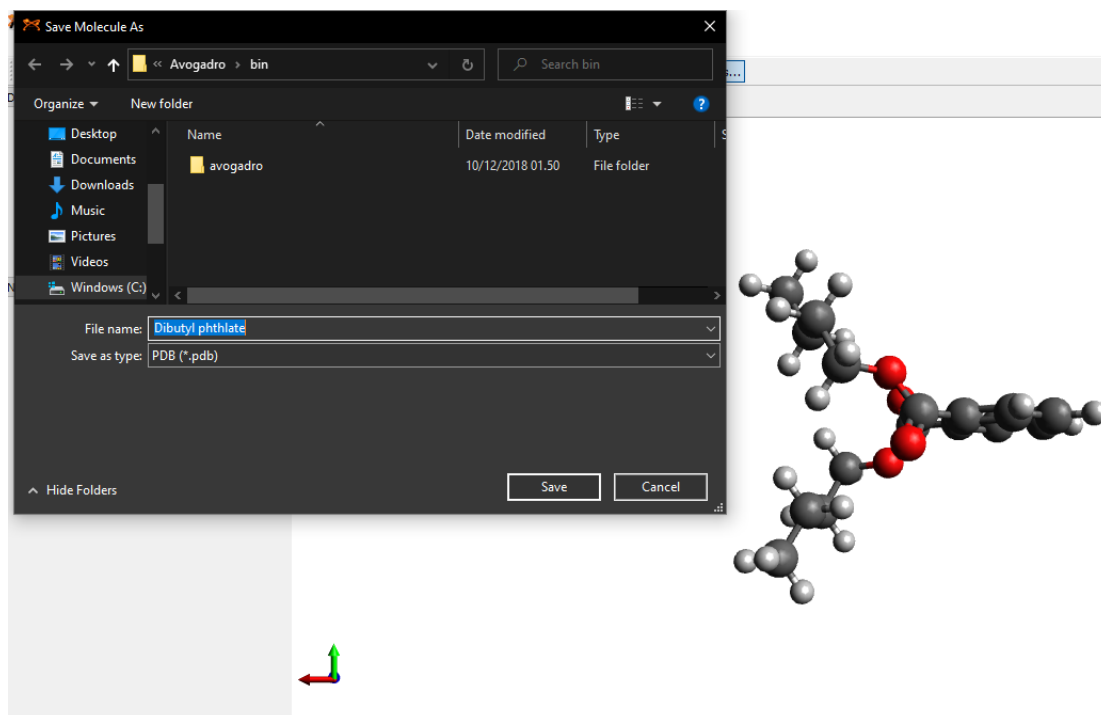 Save Molecule As
« Avogadro › bin
Search bin
...
Organize
New folder
?
Desktop
Documents
Downloads
Music
Pictures
Videos
Windows (C:)
Name
Date modified
Type
avogadro
10/12/2018 01.50
File folder
File name: Dibutyl phthlate
Save as type: PDB (*.pdb)
Hide Folders
Save
Cancel